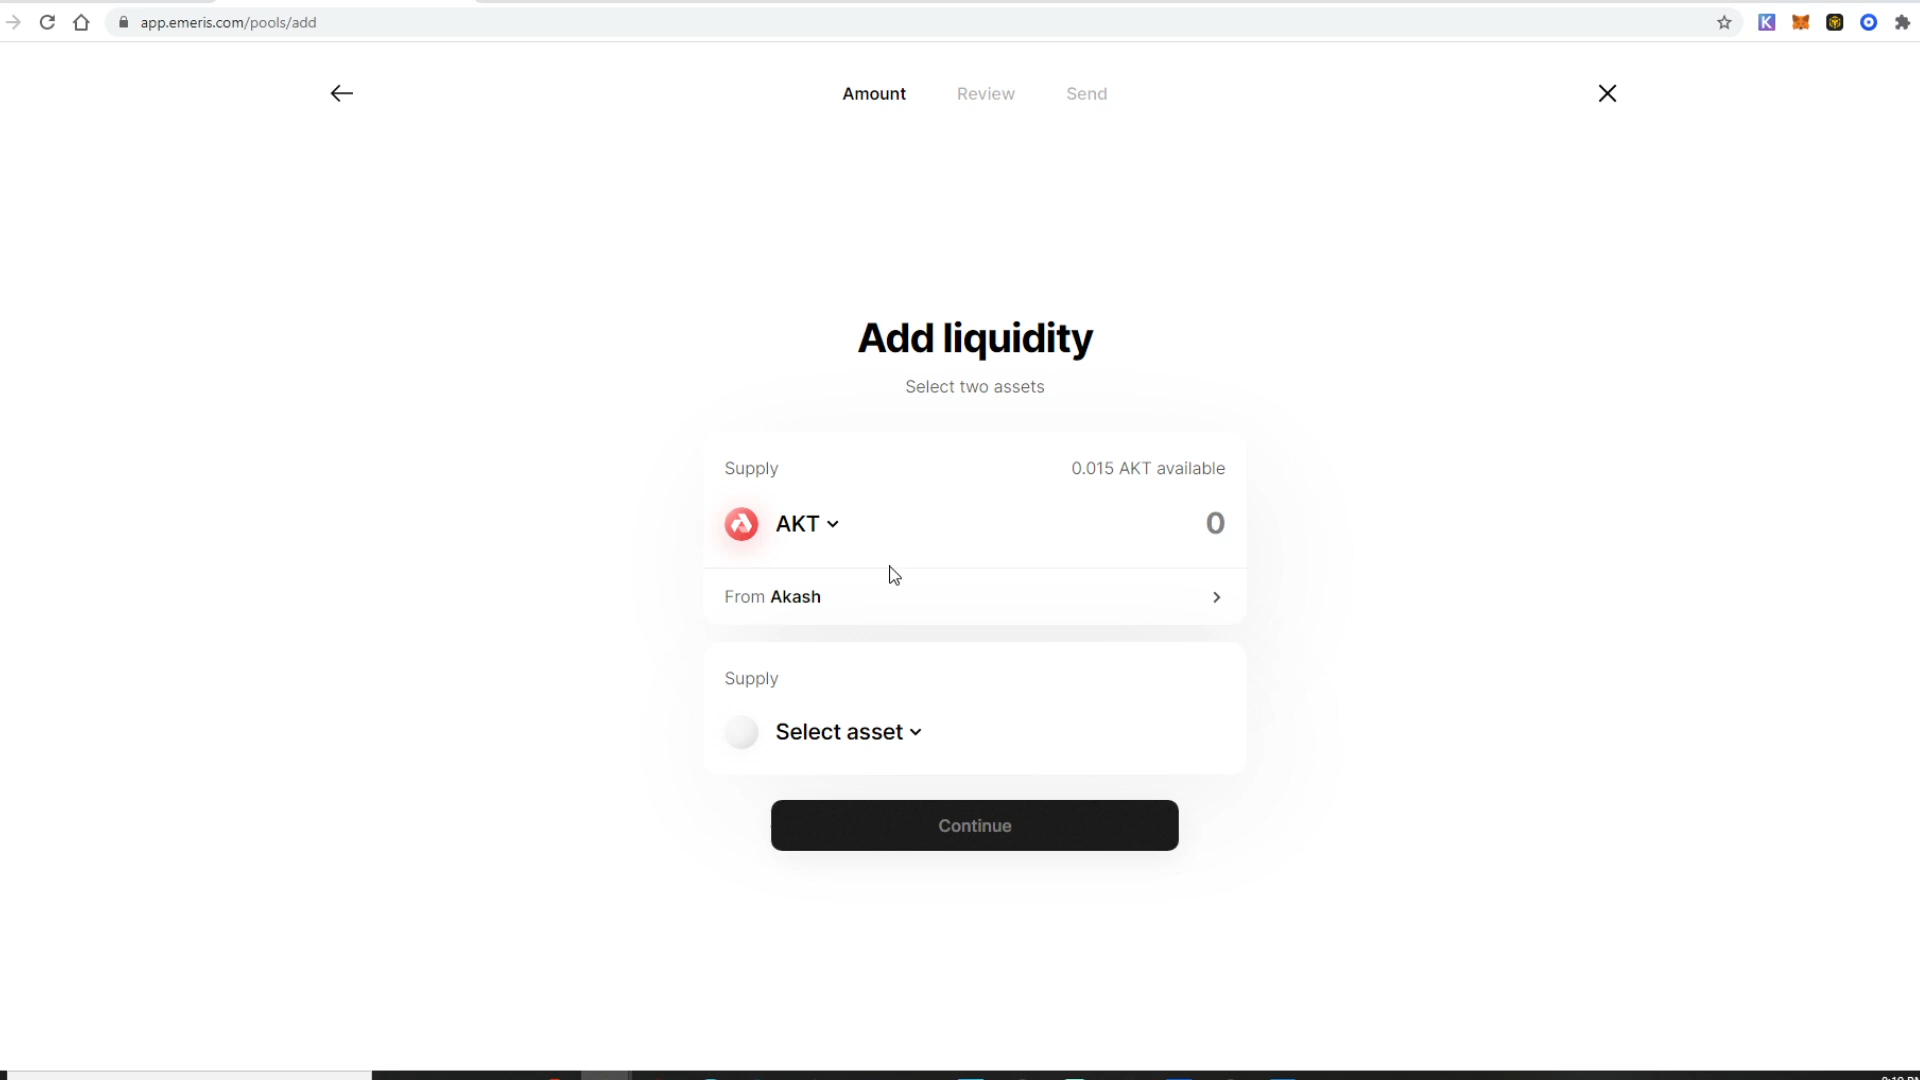 app.emeris.com/pools/add
Amount Review Send
Add liquidity
Select two assets
Supply 0.015 AKT available
AKT 0
From Akash
Supply
Select asset
Continue